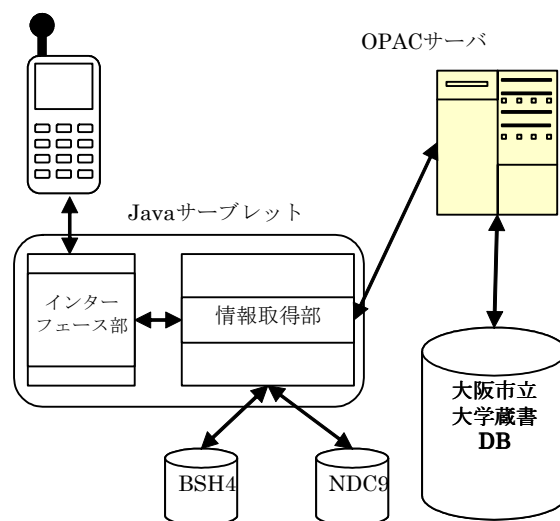 OPACサーバ
Javaサーブレット
インター
フェース部
情報取得部
大阪市立
大学蔵書
DB
BSH4
NDC9